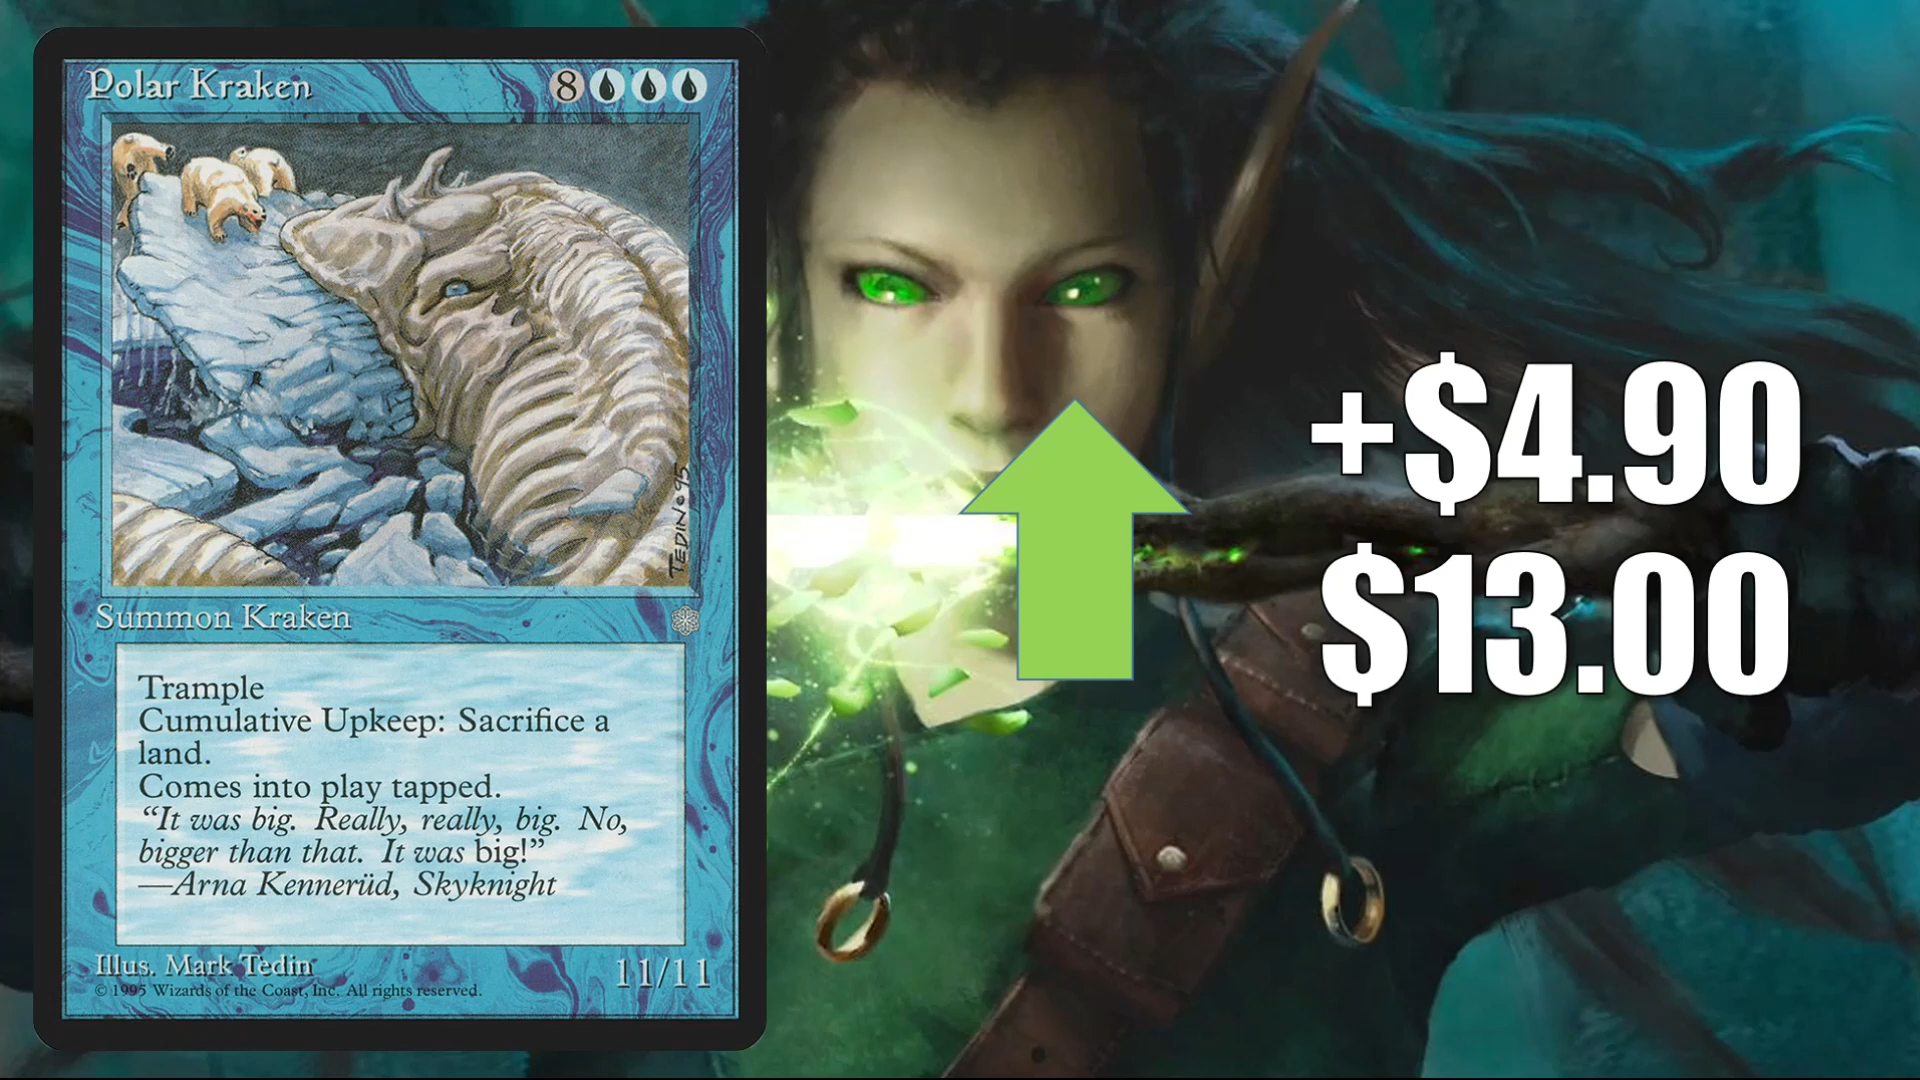 Polar Kraken
8
TEDIN © 95
Summon Kraken
Trample
Cumulative Upkeep: Sacrifice a
land.
Comes into play tapped.
“It was big. Really, really, big. No,
bigger than that. It was big!”
—Arna Kennerüd, Skyknight
Illus. Mark Tedin
11/11
© 1995 Wizards of the Coast, Inc. All rights reserved.
+$4.90
$13.00